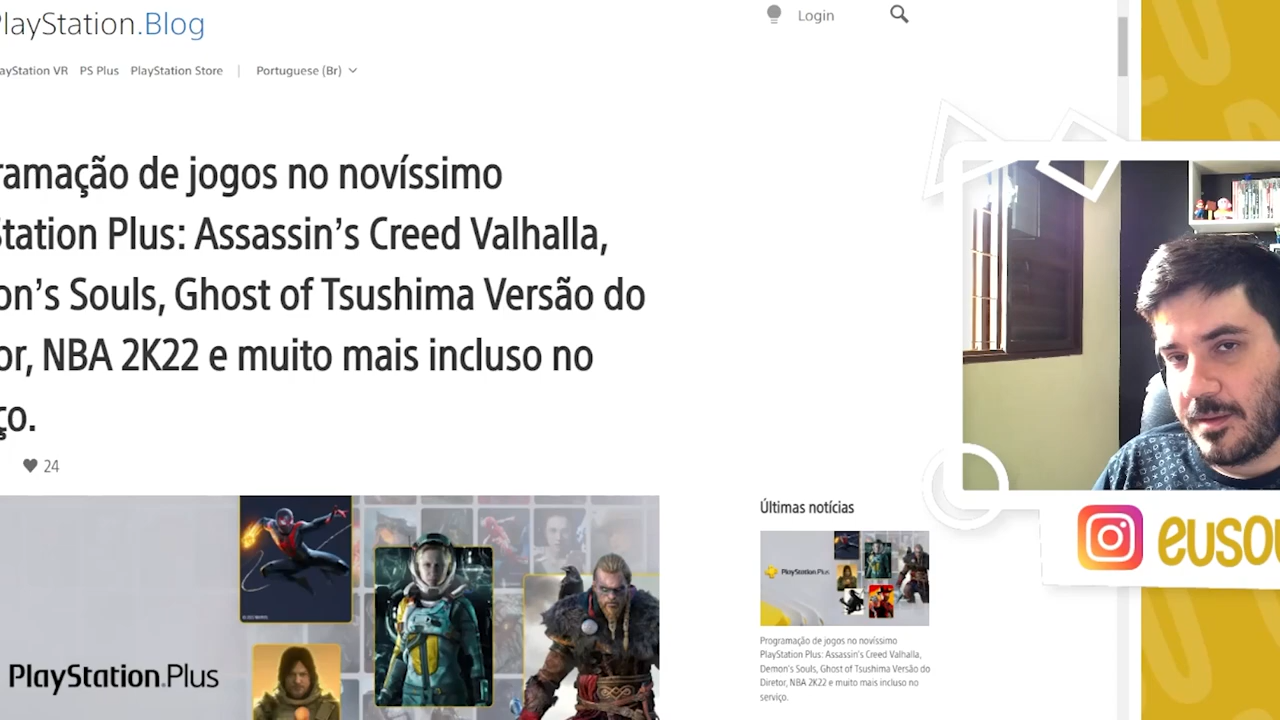 PlayStation.Blog
Login
ayStation VR PS Plus PlayStation Store | Portuguese (Br)
ramação de jogos no novíssimo
Station Plus: Assassin’s Creed Valhalla,
on’s Souls, Ghost of Tsushima Versão do
or, NBA 2K22 e muito mais incluso no
ço.
24
PlayStation.Plus
Últimas notícias
PlayStation Plus
Programação de jogos no novíssimo
PlayStation Plus: Assassin’s Creed Valhalla,
Demon’s Souls, Ghost of Tsushima Versão do
Diretor, NBA 2K22 e muito mais incluso no
serviço.
eusou